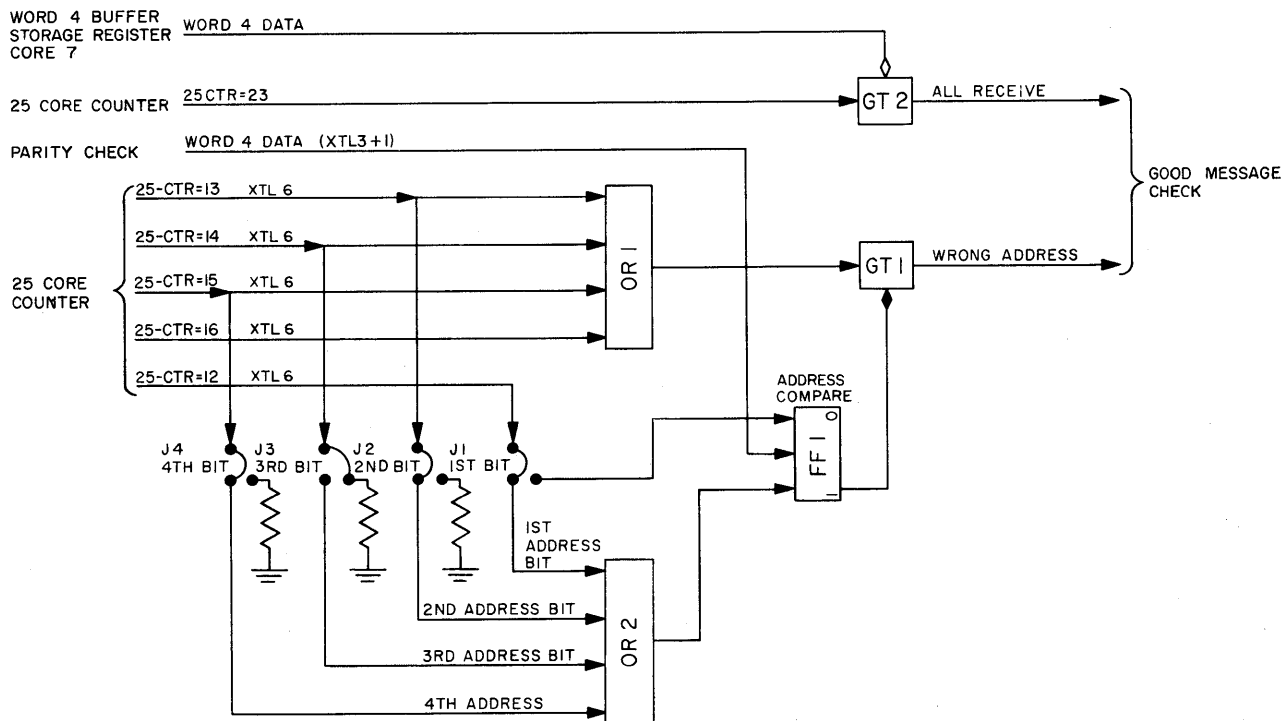 WORD 4 BUFFER
STORAGE REGISTER
CORE 7
WORD 4 DATA
25 CORE COUNTER
25CTR=23
GT 2
ALL RECEIVE
PARITY CHECK
WORD 4 DATA (XTL3+1)
GOOD MESSAGE
CHECK
25-CTR=13 XTL 6
25-CTR=14 XTL 6
25-CTR=15 XTL 6
25-CTR=16 XTL 6
25-CTR=12 XTL 6
25 CORE
COUNTER
OR 1
GT 1
WRONG ADDRESS
ADDRESS
COMPARE
FF 1
0
1
J4
4TH BIT
J3
3RD BIT
J2
2ND BIT
J1
1ST BIT
1ST
ADDRESS
BIT
2ND ADDRESS BIT
3RD ADDRESS BIT
4TH ADDRESS
OR 2